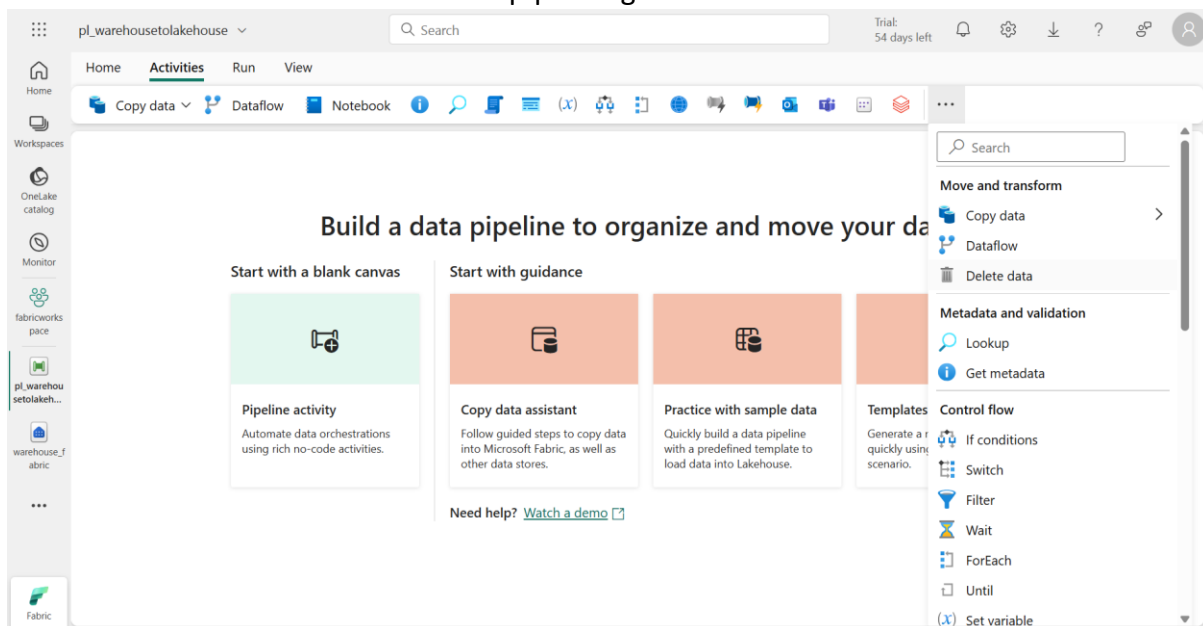 pl_warehousetolakehouse
Search
Trial:
54 days left
Home Activities Run View
Copy data Dataflow Notebook (x)
Home
Workspaces
OneLake
catalog
Monitor
fabricworks
pace
pl_warehou
setolakeh...
warehouse_f
abric
Fabric
Build a data pipeline to organize and move your da
Start with a blank canvas
Start with guidance
Pipeline activity
Automate data orchestrations
using rich no-code activities.
Copy data assistant
Follow guided steps to copy data
into Microsoft Fabric, as well as
other data stores.
Practice with sample data
Quickly build a data pipeline
with a predefined template to
load data into Lakehouse.
Templates
Generate a r
quickly using
scenario.
Need help? Watch a demo
Search
Move and transform
Copy data
Dataflow
Delete data
Metadata and validation
Lookup
Get metadata
Control flow
If conditions
Switch
Filter
Wait
ForEach
Until
(x) Set variable